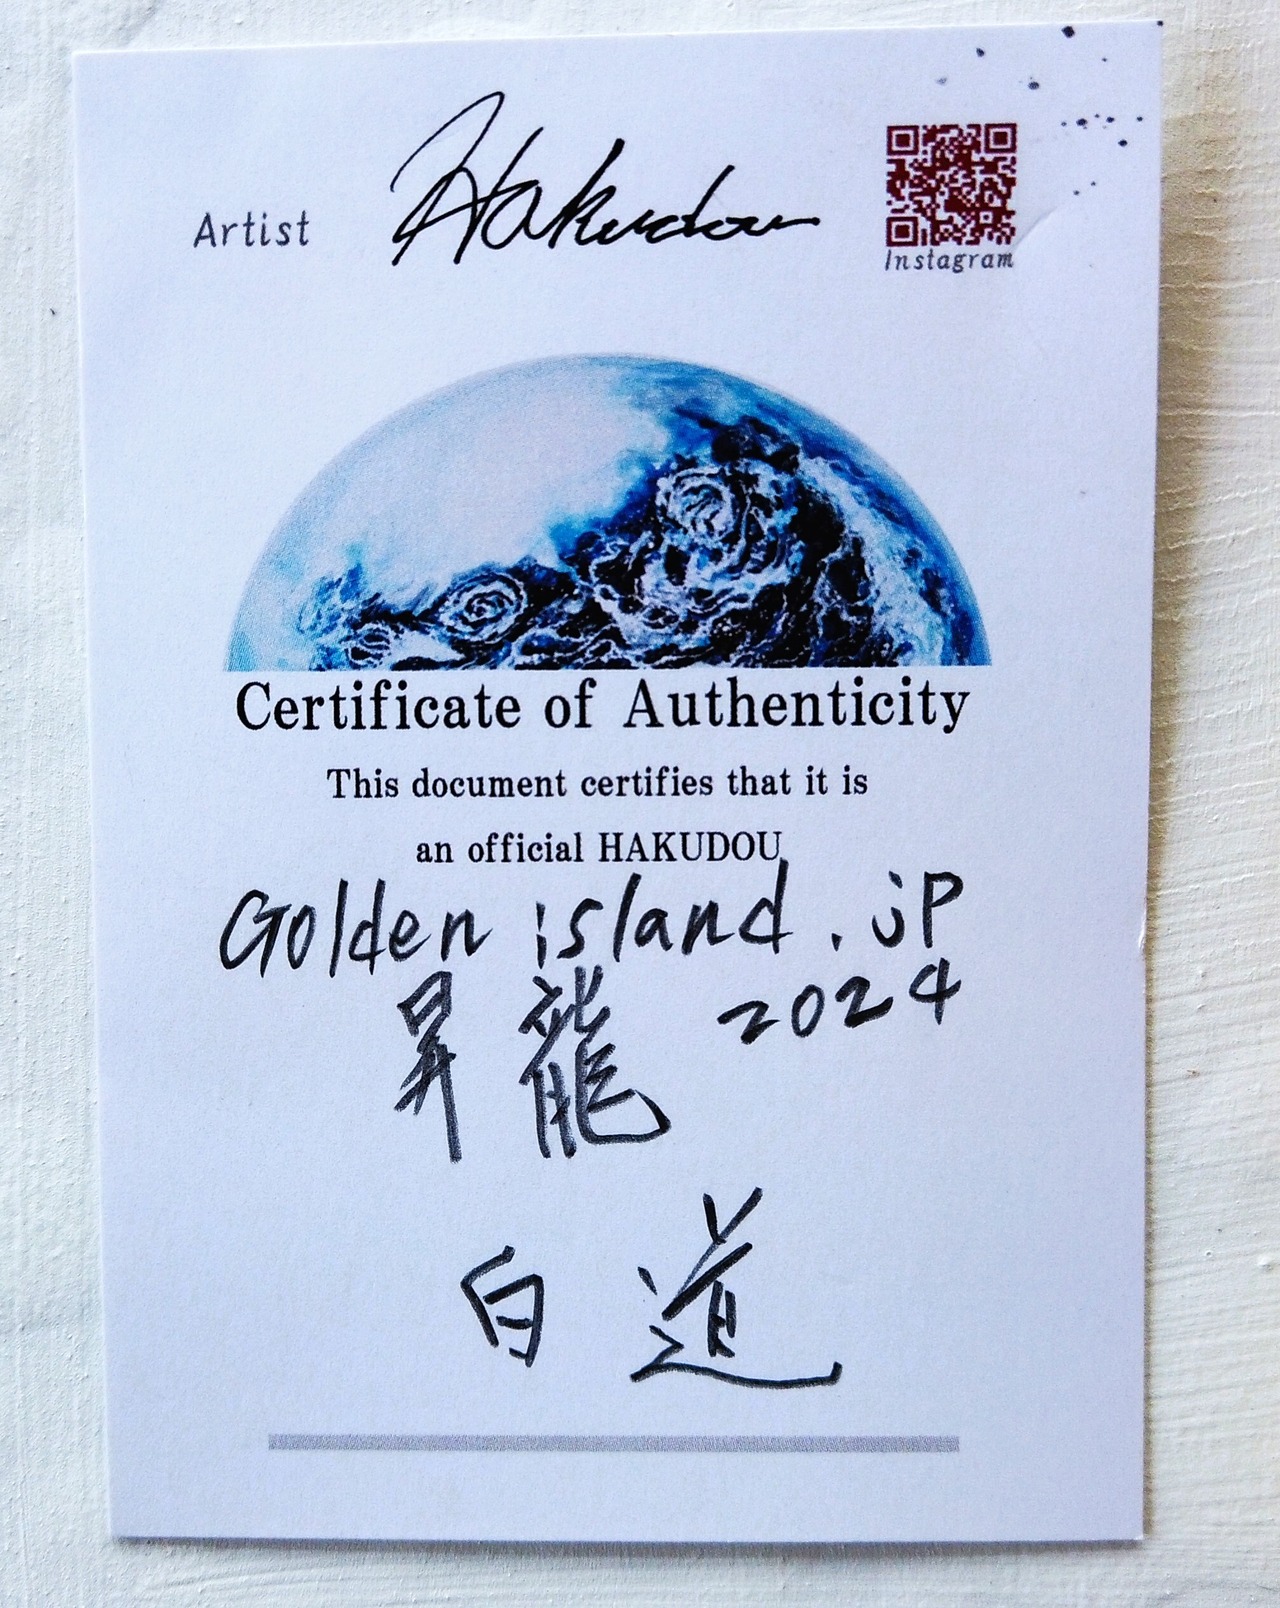 Artist
Hakudou
Instagram
Certificate of Authenticity
This document certifies that it is
an official HAKUDOU
Golden island.jp
昇龍 2024
白道